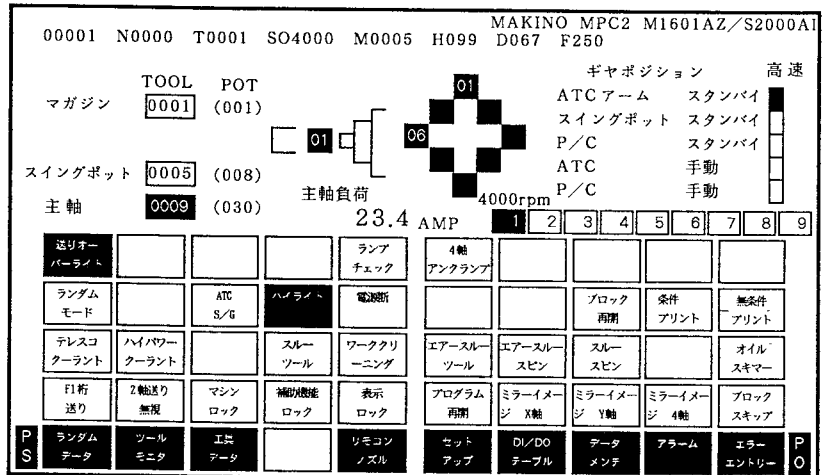 MAKINO MPC2 M1601AZ/S2000AI
00001 N0000 T0001 SO4000 M0005 H099 D067 F250
TOOL POT
マガジン 0001 (001)
スイングポット 0005 (008)
主軸 0009 (030)
01
01
06
主軸負荷
23.4 AMP
4000rpm
ギヤポジション 高速
ATCアーム スタンバイ
スイングポット スタンバイ
P/C スタンバイ
ATC 手動
P/C 手動
1 2 3 4 5 6 7 8 9
送りオー
バーライト
ランプ
チェック
4軸
アンクランプ
ランダム
モード
ATC
S/G
ハイライト
電源断
ブロック
再開
条件
プリント
無条件
プリント
テレスコ
クーラント
ハイパワー
クーラント
スルー
ツール
ワーククリ
ーニング
エアースルー
ツール
エアースルー
スピン
スルー
スピン
オイル
スキマー
F1桁
送り
2軸送り
無視
マシン
ロック
補助機能
ロック
表示
ロック
プログラム
再開
ミラーイメー
ジ X軸
ミラーイメー
ジ Y軸
ミラーイメー
ジ 4軸
ブロック
スキップ
P
S
ランダム
データ
ツール
モニタ
工具
データ
リモコン
ノズル
セット
アップ
DI/DO
テーブル
データ
メンテ
アラーム
エラー
エントリー
P
O